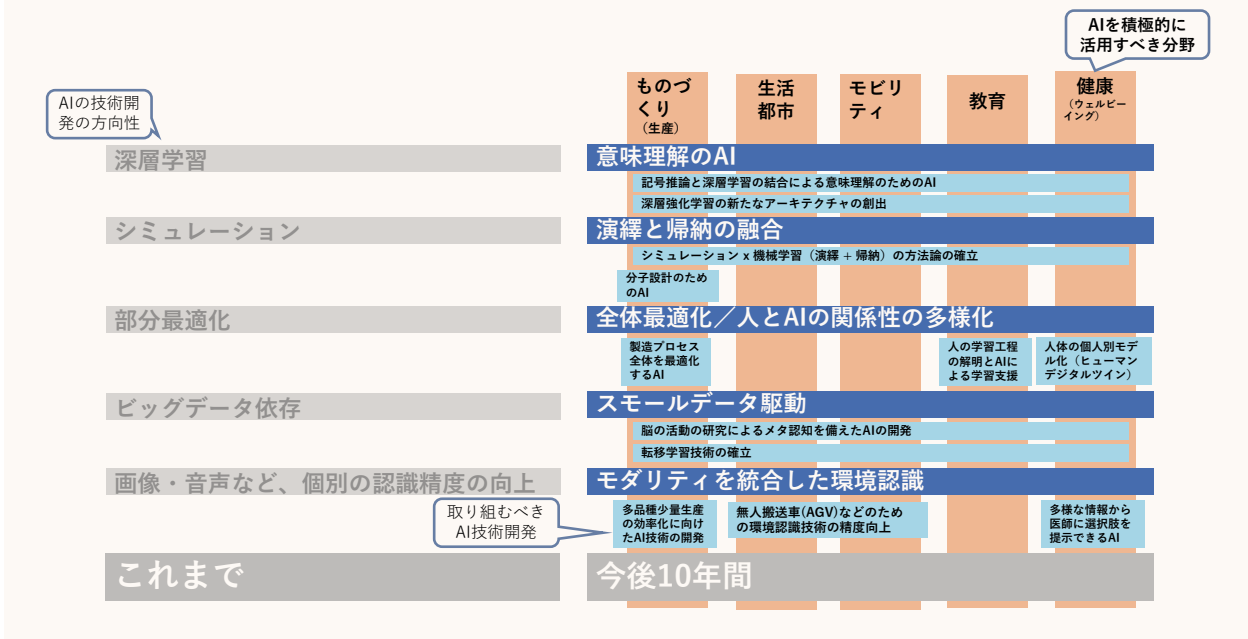 AIを積極的に
活用すべき分野
ものづ
くり
（生産）
生活
都市
モビリ
ティ
教育
健康
（ウェルビー
イング）
AIの技術開
発の方向性
深層学習
意味理解のAI
記号推論と深層学習の結合による意味理解のためのAI
深層強化学習の新たなアーキテクチャの創出
シミュレーション
演繹と帰納の融合
シミュレーション x 機械学習（演繹 + 帰納）の方法論の確立
分子設計のため
のAI
部分最適化
全体最適化／人とAIの関係性の多様化
製造プロセス
全体を最適化
するAI
人の学習工程
の解明とAIに
よる学習支援
人体の個人別モデ
ル化（ヒューマン
デジタルツイン）
ビッグデータ依存
スモールデータ駆動
脳の活動の研究によるメタ認知を備えたAIの開発
転移学習技術の確立
画像・音声など、個別の認識精度の向上
モダリティを統合した環境認識
取り組むべき
AI技術開発
多品種少量生産
の効率化に向け
たAI技術の開発
無人搬送車(AGV)などのため
の環境認識技術の精度向上
多様な情報から
医師に選択肢を
提示できるAI
これまで
今後10年間